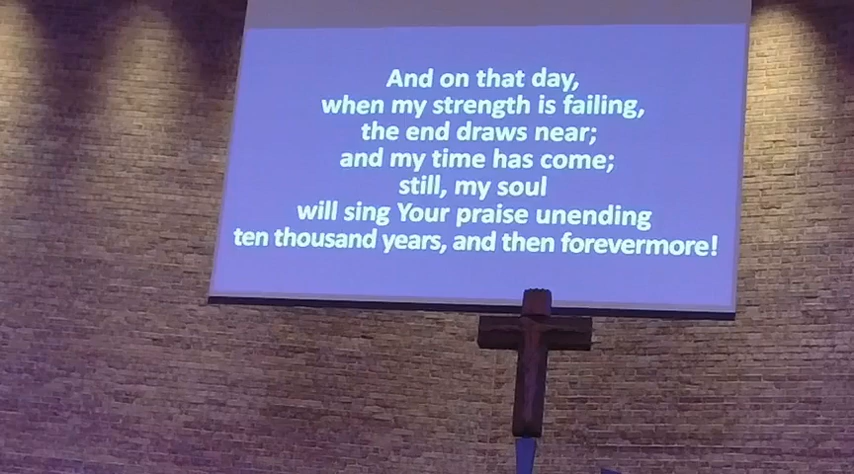 And on that day,
when my strength is failing,
the end draws near;
and my time has come;
still, my soul
will sing Your praise unending
ten thousand years, and then forevermore!